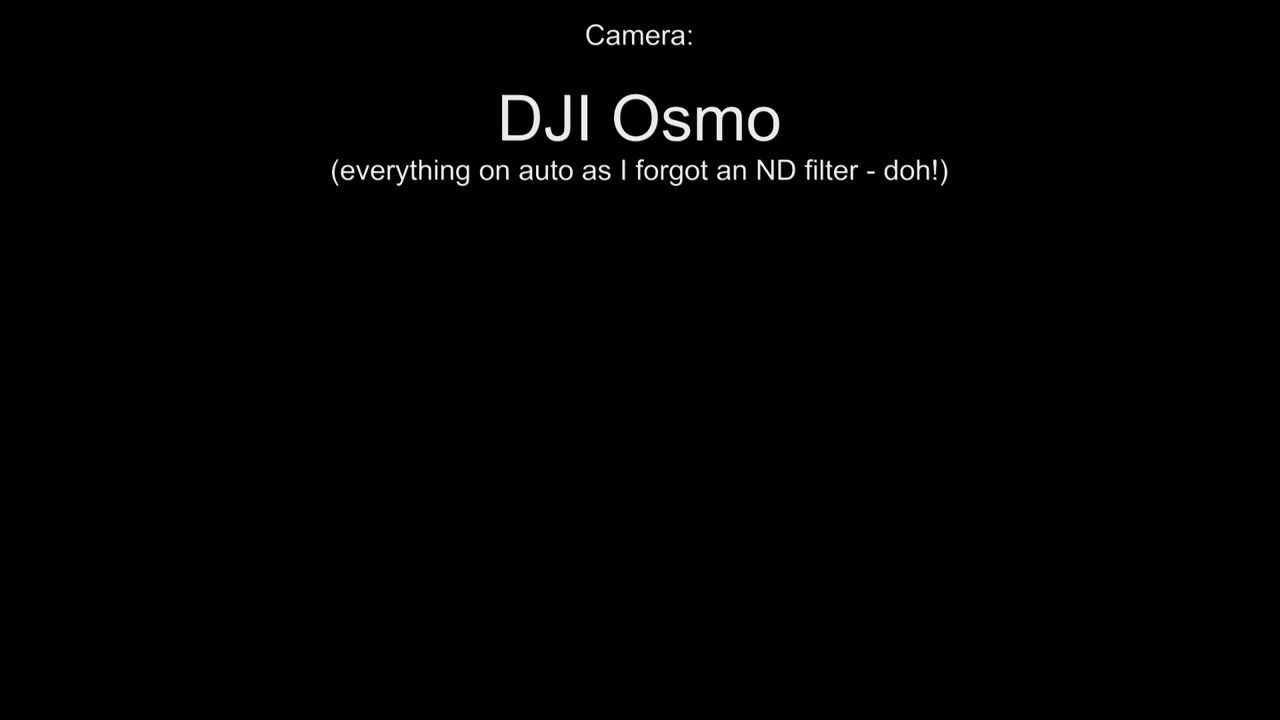 Camera:
DJI Osmo
(everything on auto as I forgot an ND filter - doh!)